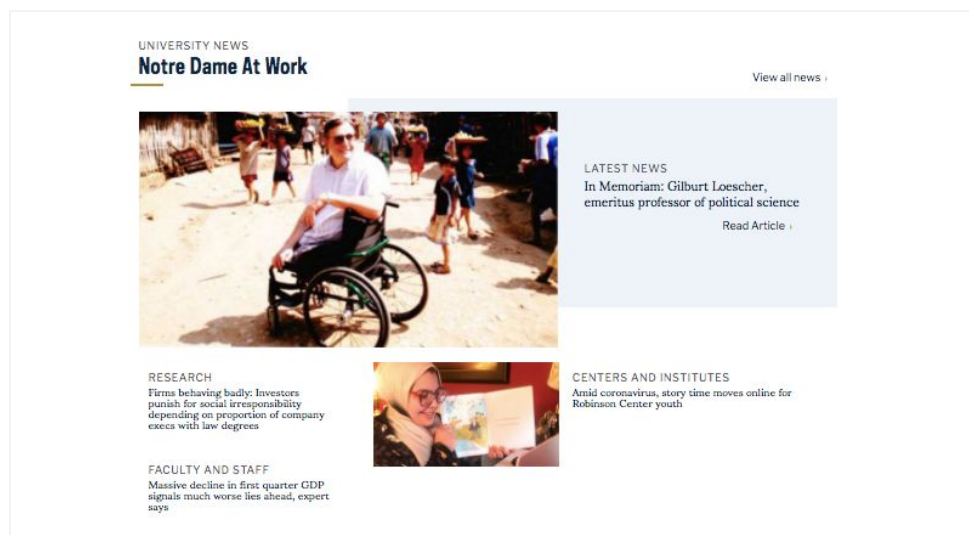 UNIVERSITY NEWS
Notre Dame At Work
View all news ›
LATEST NEWS
In Memoriam: Gilburt Loescher,
emeritus professor of political science
Read Article ›
RESEARCH
Firms behaving badly: Investors
punish for social irresponsibility
depending on proportion of company
execs with law degrees
FACULTY AND STAFF
Massive decline in first quarter GDP
signals much worse lies ahead, expert
says
CENTERS AND INSTITUTES
Amid coronavirus, story time moves online for
Robinson Center youth